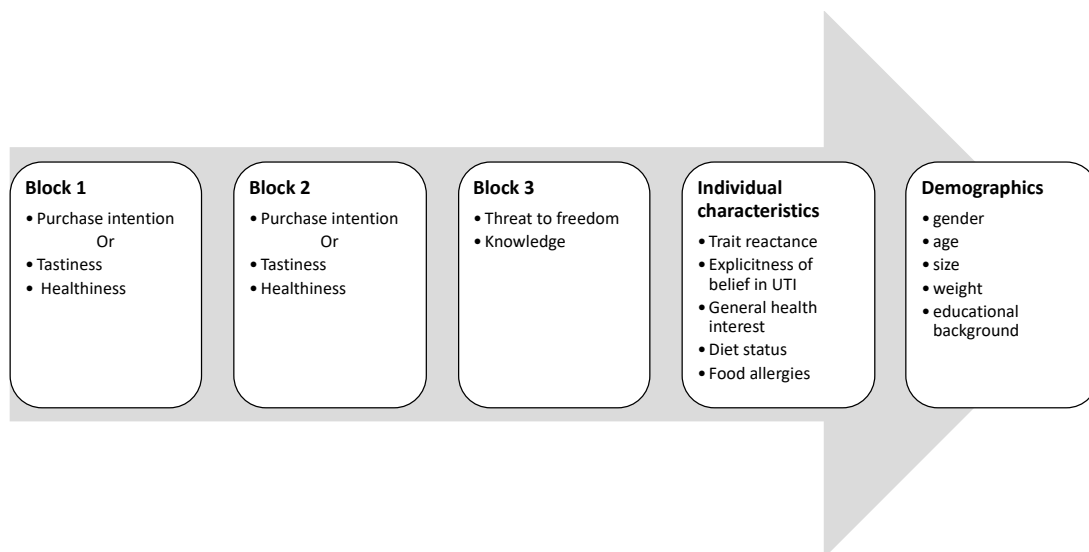 Block 1
• Purchase intention
Or
• Tastiness
• Healthiness
Block 2
• Purchase intention
Or
• Tastiness
• Healthiness
Block 3
• Threat to freedom
• Knowledge
Individual
characteristics
• Trait reactance
• Explicitness of
belief in UTI
• General health
interest
• Diet status
• Food allergies
Demographics
• gender
• age
• size
• weight
• educational
background